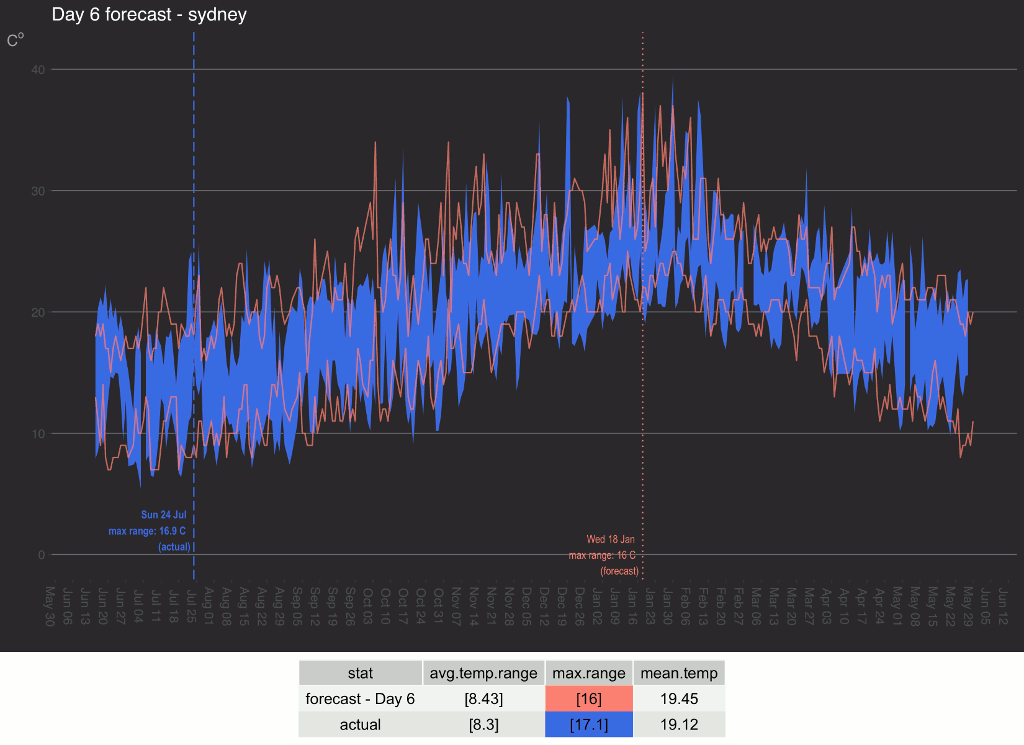 Day 6 forecast - sydney
C°
40
30
20
10
0
Sun 24 Jul
max range: 16.9 C
(actual)
Wed 18 Jan
max range: 16 C
(forecast)
May 30
Jun 06
Jun 13
Jun 20
Jun 27
Jul 04
Jul 11
Jul 18
Jul 25
Aug 01
Aug 08
Aug 15
Aug 22
Aug 29
Sep 05
Sep 12
Sep 19
Sep 26
Oct 03
Oct 10
Oct 17
Oct 24
Oct 31
Nov 07
Nov 14
Nov 21
Nov 28
Dec 05
Dec 12
Dec 19
Dec 26
Jan 02
Jan 09
Jan 16
Jan 23
Jan 30
Feb 06
Feb 13
Feb 20
Feb 27
Mar 06
Mar 13
Mar 20
Mar 27
Apr 03
Apr 10
Apr 17
Apr 24
May 01
May 08
May 15
May 22
May 29
Jun 05
Jun 12
stat avg.temp.range max.range mean.temp
forecast - Day 6 [8.43] [16] 19.45
actual [8.3] [17.1] 19.12